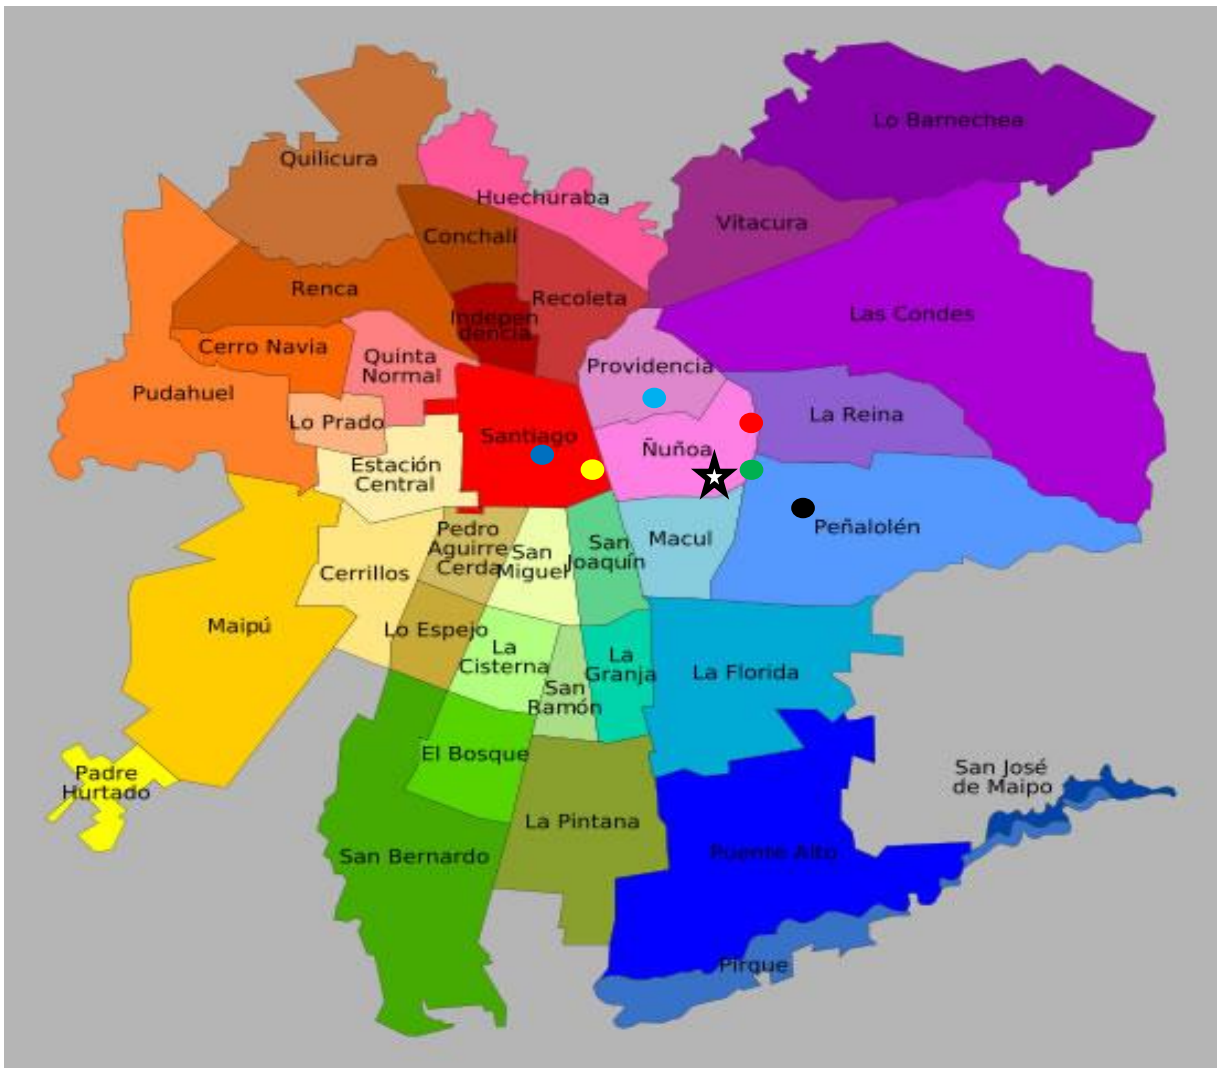 Lo Barnechea
Quilicura
Huechuraba
Vitacura
Conchalí
Renca
Recoleta
Indepen
dencia
Las Condes
Cerro Navia
Quinta
Normal
Providencia
Pudahuel
La Reina
Lo Prado
Santiago
Ñuñoa
Estación
Central
Peñalolén
Pedro
Aguirre
Cerda
San
Miguel
San
Joaquín
Macul
Cerrillos
Maipú
Lo Espejo
La
Cisterna
La
Granja
San
Ramón
La Florida
El Bosque
Padre
Hurtado
San José
de Maipo
La Pintana
San Bernardo
Puente Alto
Pirque